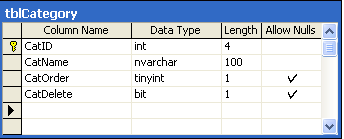 tblCategory
Column Name Data Type Length Allow Nulls
CatID int 4
CatName nvarchar 100
CatOrder tinyint 1 ✓
CatDelete bit 1 ✓